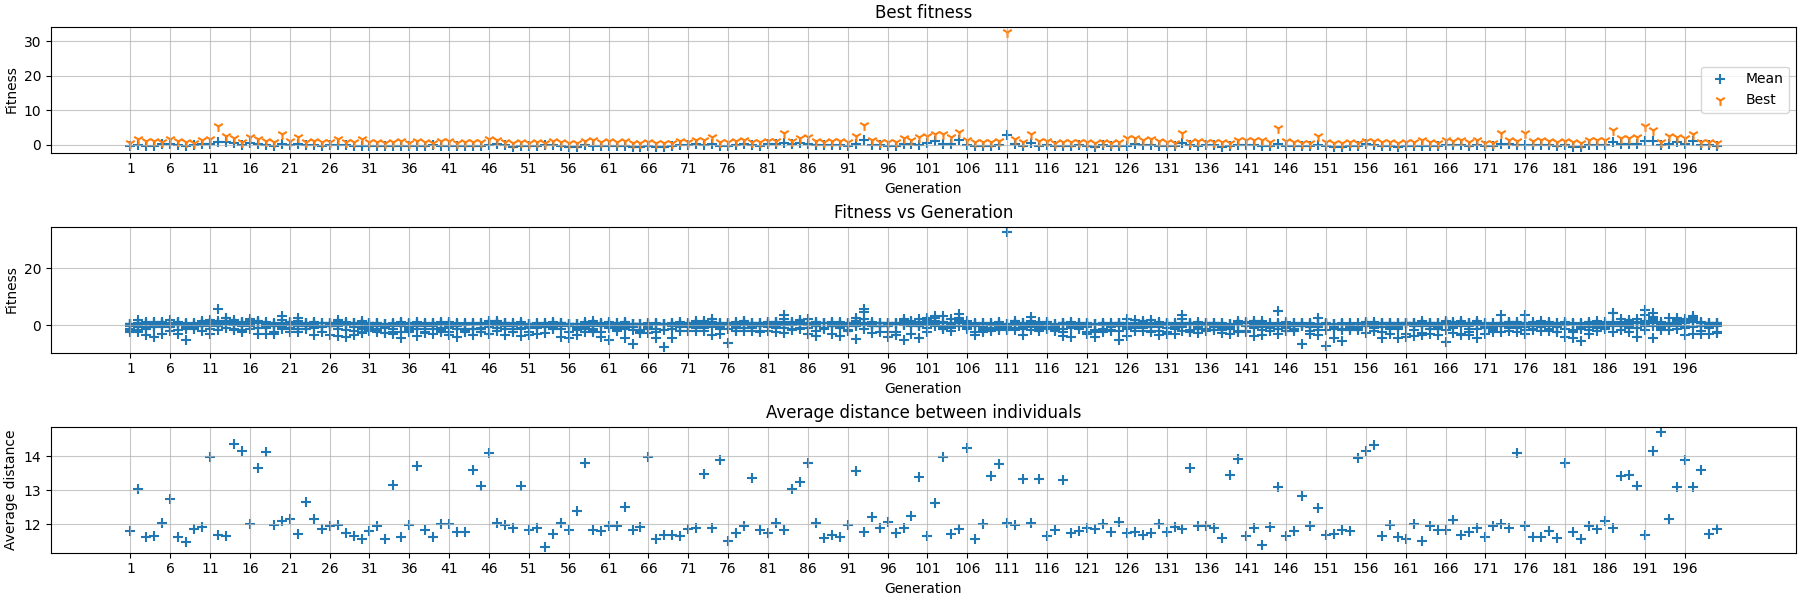 Best fitness
30
20
10
0
Fitness
Mean
Best
1 6 11 16 21 26 31 36 41 46 51 56 61 66 71 76 81 86 91 96 101 106 111 116 121 126 131 136 141 146 151 156 161 166 171 176 181 186 191 196
Generation
Fitness vs Generation
20
0
Fitness
1 6 11 16 21 26 31 36 41 46 51 56 61 66 71 76 81 86 91 96 101 106 111 116 121 126 131 136 141 146 151 156 161 166 171 176 181 186 191 196
Generation
Average distance between individuals
14
13
12
Average distance
1 6 11 16 21 26 31 36 41 46 51 56 61 66 71 76 81 86 91 96 101 106 111 116 121 126 131 136 141 146 151 156 161 166 171 176 181 186 191 196
Generation